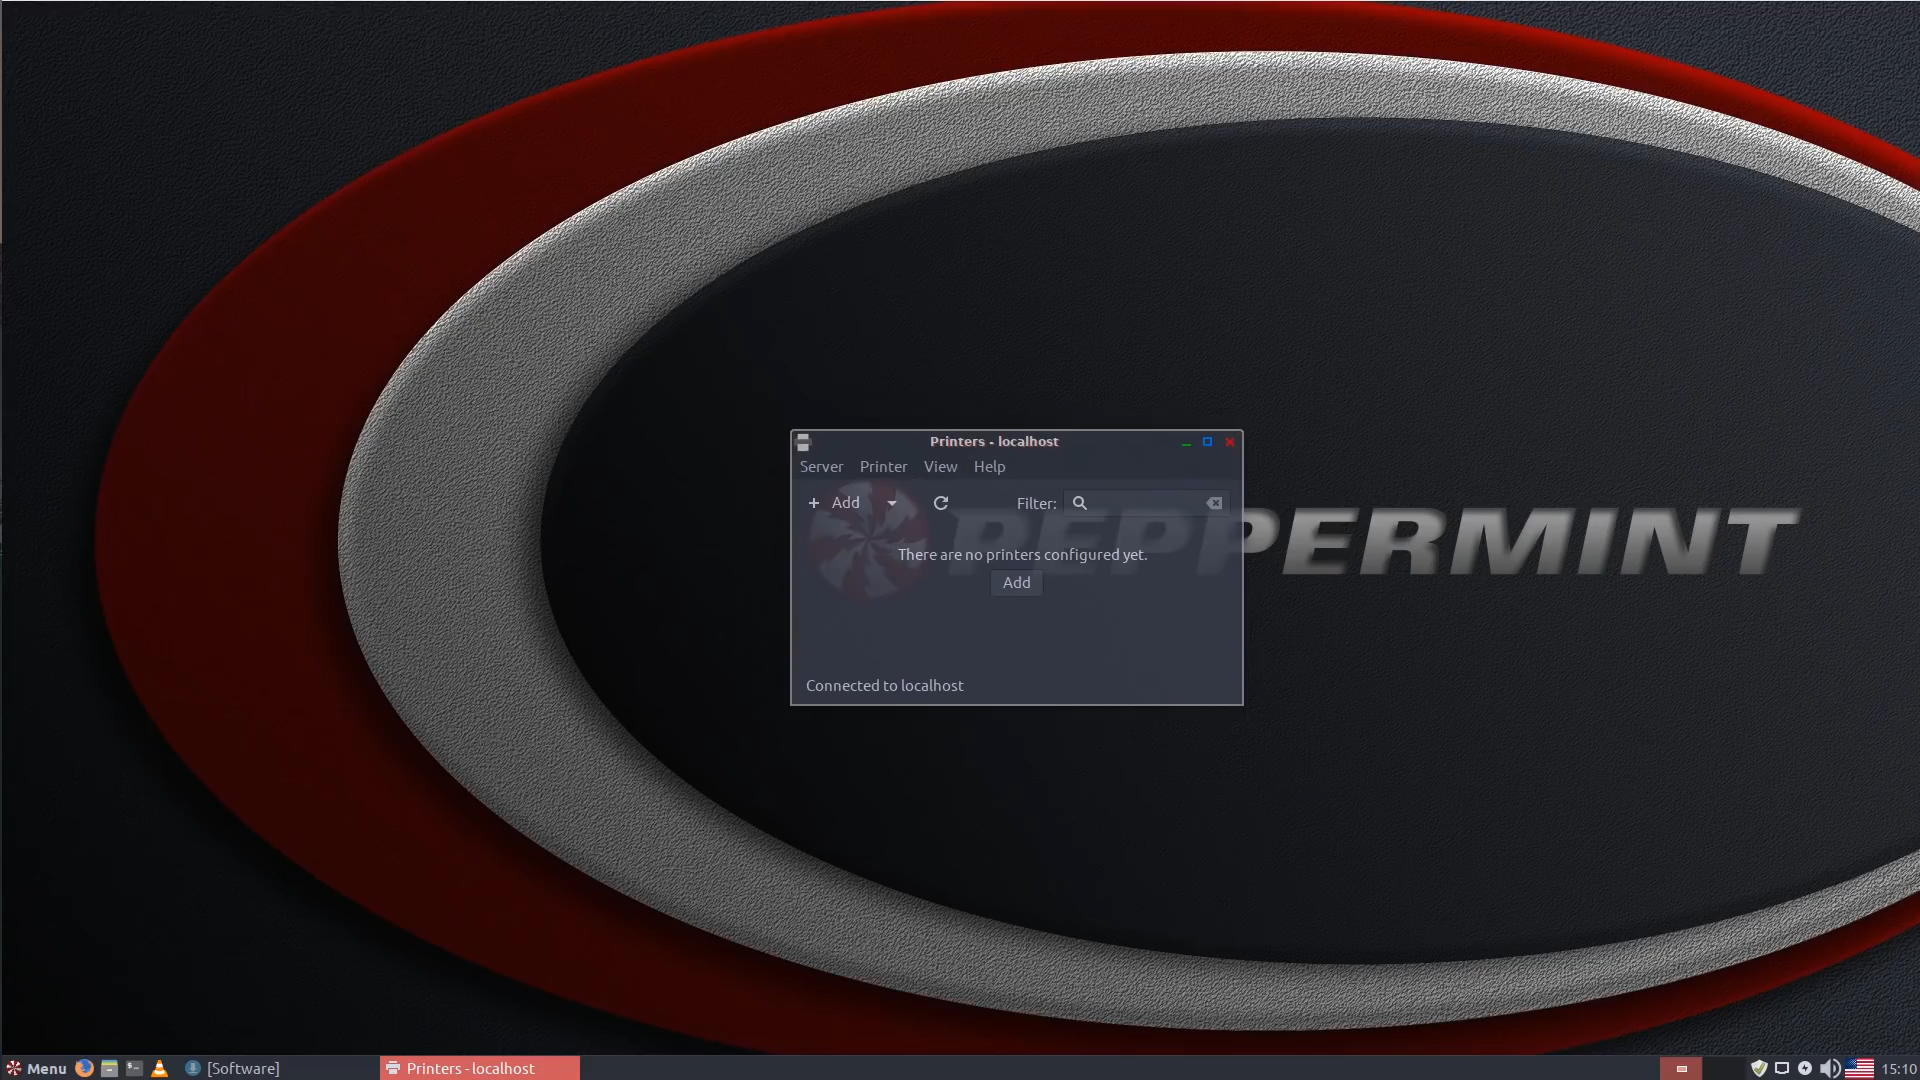 Printers - localhost
Server Printer View Help
Add Filter:
There are no printers configured yet.
Add
PEPPERMINT
Connected to localhost
Menu [Software] Printers - localhost 15:10